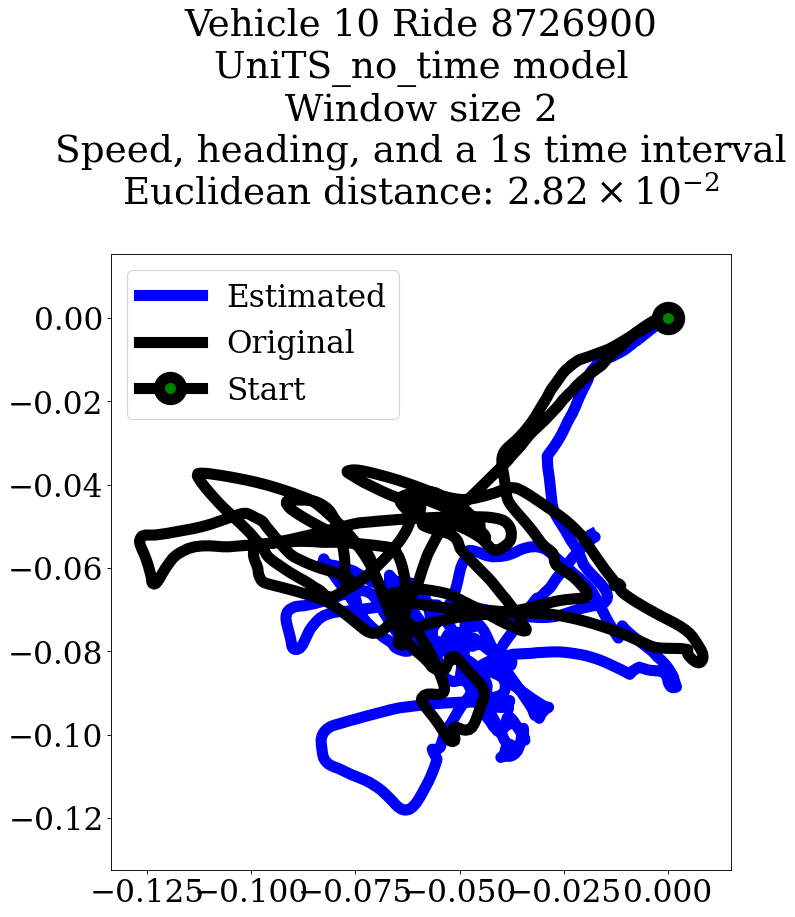 Vehicle 10 Ride 8726900
UniTS_no_time model
Window size 2
Speed, heading, and a 1s time interval
Euclidean distance: 2.82 × 10⁻²
Estimated
Original
Start
0.00
−0.02
−0.04
−0.06
−0.08
−0.10
−0.12
−0.125 −0.100 −0.075 −0.050 −0.025 0.000